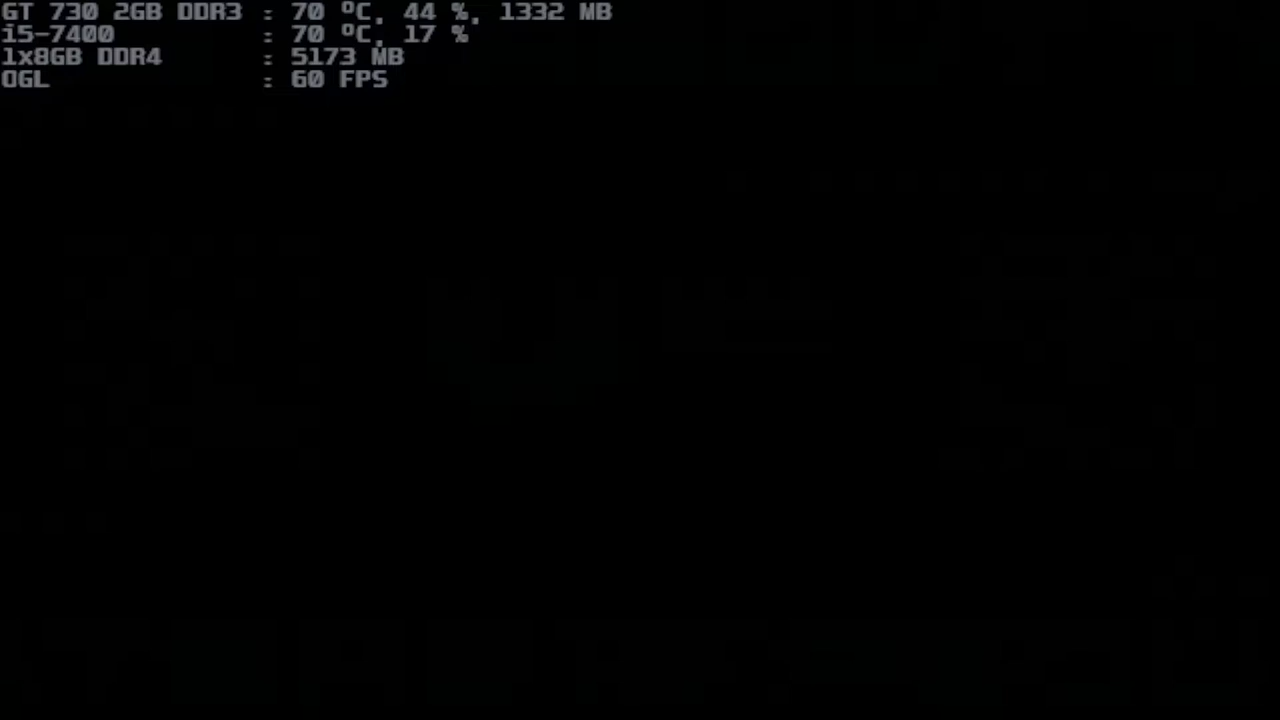 GT 730 2GB DDR3 : 70 ºC, 44 %, 1332 MB
i5-7400 : 70 ºC, 17 %
1x8GB DDR4 : 5173 MB
OGL : 60 FPS